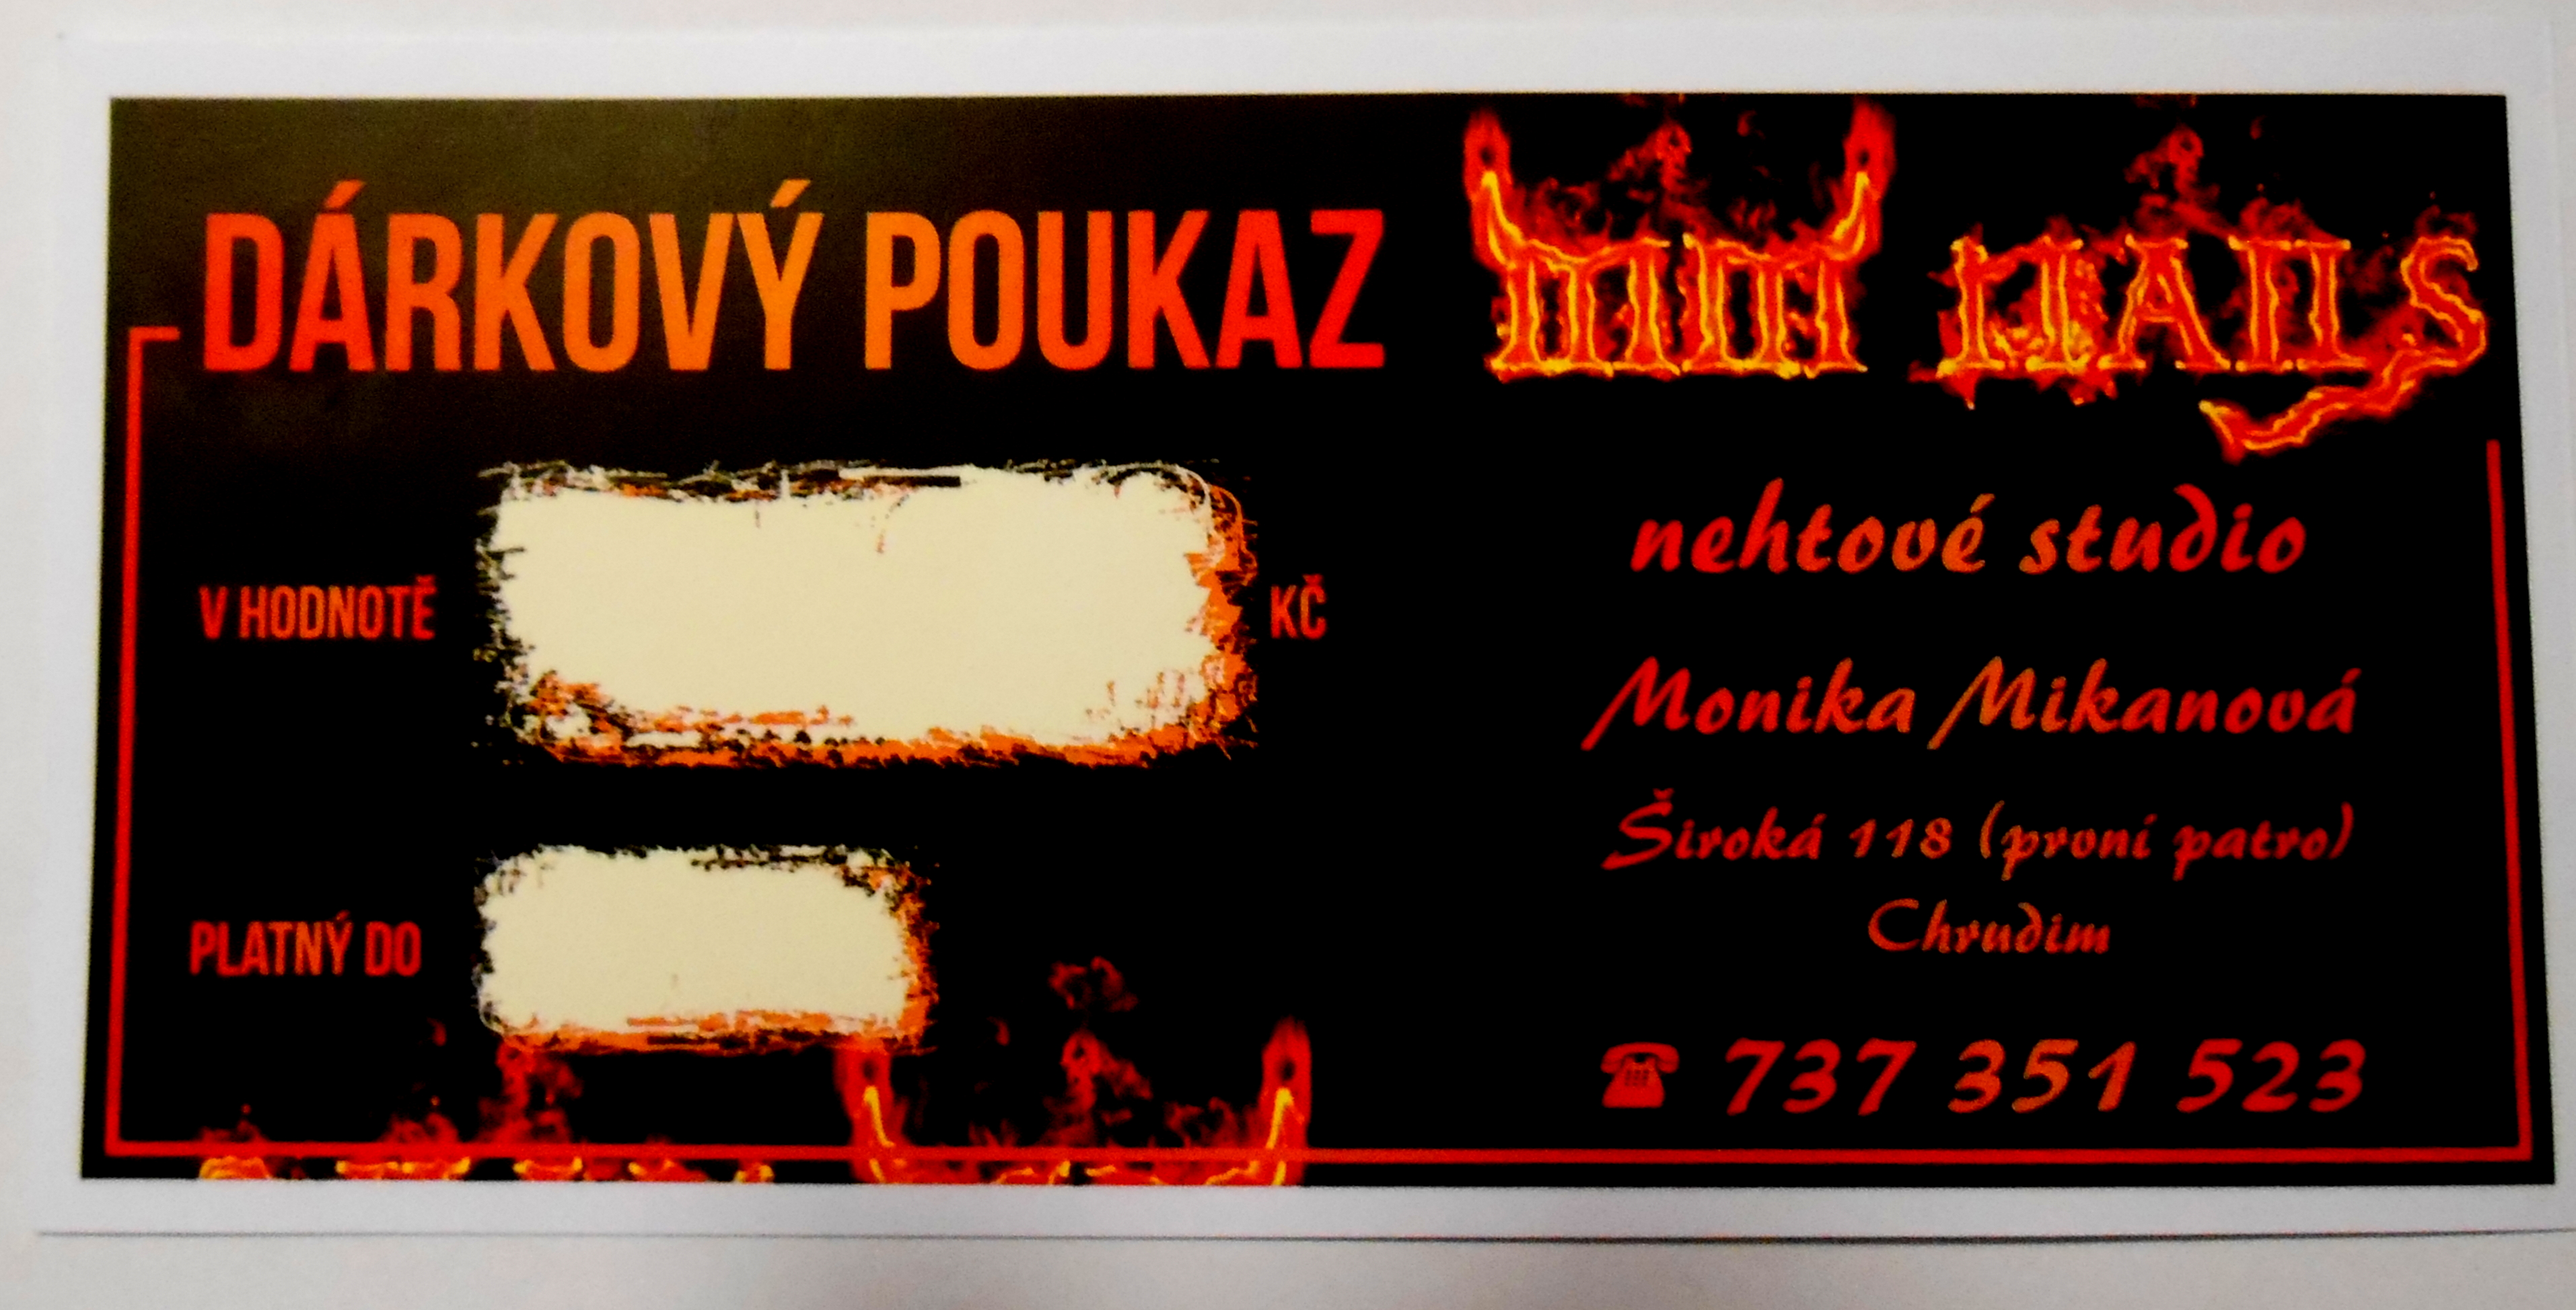 DÁRKOVÝ POUKAZ
V HODNOTĚ KČ
PLATNÝ DO
mm NAILS
nehtové studio
Monika Mikanová
Široká 118 (první patro)
Chrudim
☎ 737 351 523